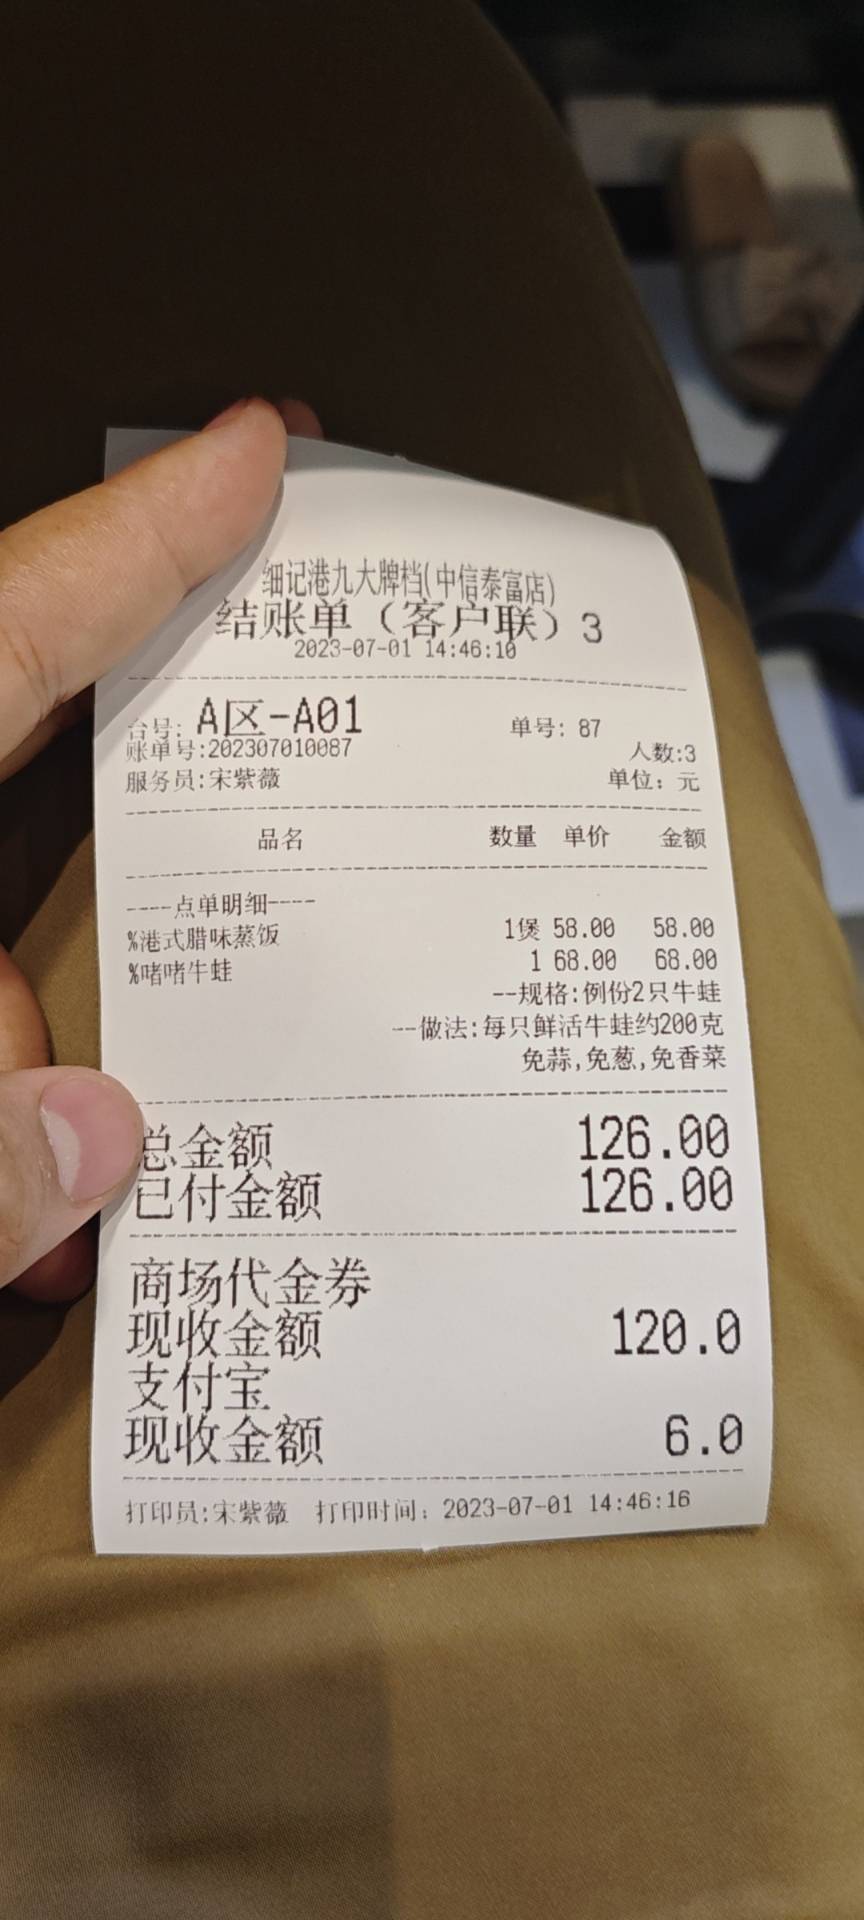 细记港九大牌档(中信泰富店)
结账单（客户联）3
2023-07-01 14:46:10
台号: A区-A01 单号: 87
账单号:202307010087 人数:3
服务员:宋紫薇 单位: 元
品名 数量 单价 金额
----点单明细----
%港式腊味蒸饭 1煲 58.00 58.00
%啫啫牛蛙 1 68.00 68.00
--规格:例份2只牛蛙
--做法:每只鲜活牛蛙约200克
免蒜,免葱,免香菜
总金额 126.00
已付金额 126.00
商场代金券
现收金额 120.0
支付宝
现收金额 6.0
打印员:宋紫薇 打印时间: 2023-07-01 14:46:16